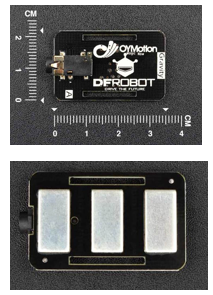 CM
2
1
0
OYMotion
Gravity
DFROBOT
DRIVE THE FUTURE
A
0 1 2 3 4
CM